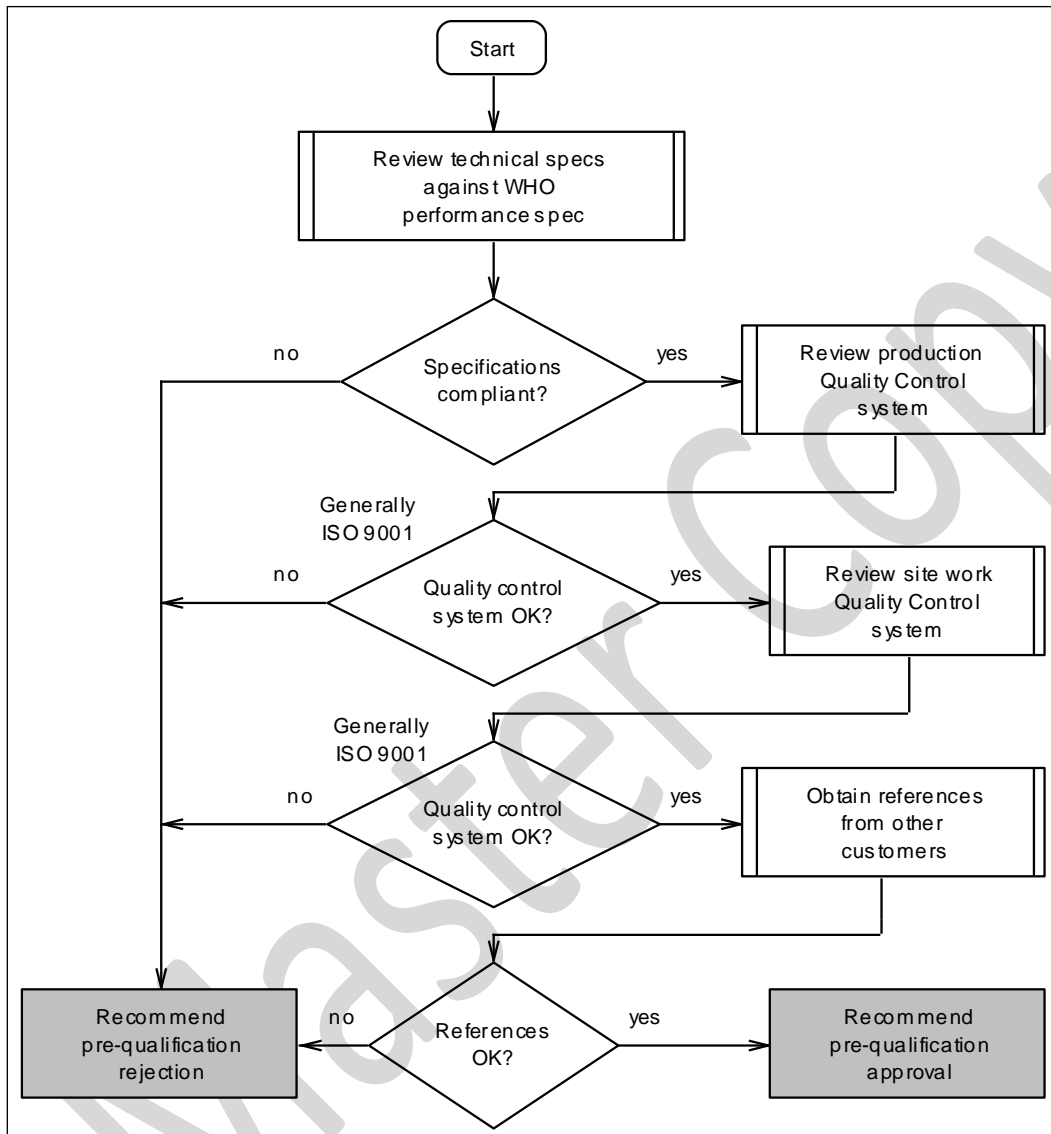 Start
Review technical specs
against WHO
performance spec
no
Specifications
compliant?
yes
Review production
Quality Control
system
Generally
ISO 9001
no
Quality control
system OK?
yes
Review site work
Quality Control
system
Generally
ISO 9001
no
Quality control
system OK?
yes
Obtain references
from other
customers
Recommend
pre-qualification
rejection
no
References
OK?
yes
Recommend
pre-qualification
approval
Master Copy